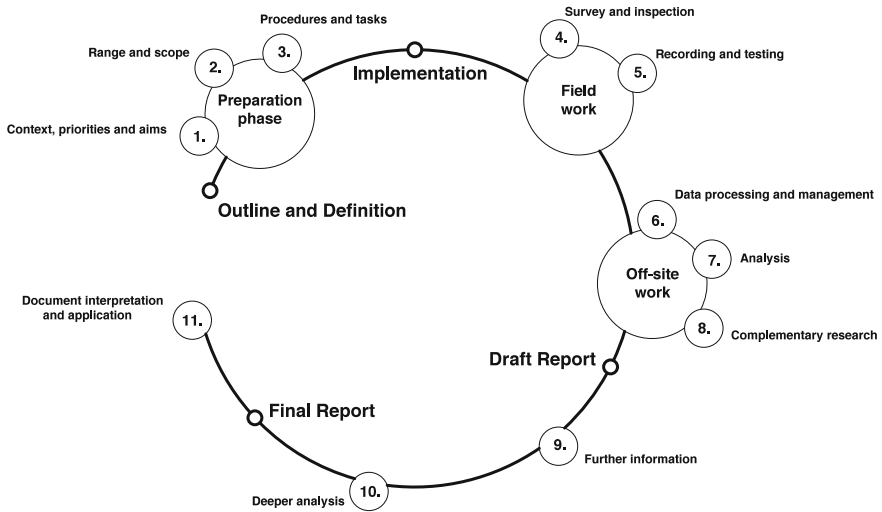 Procedures and tasks
3.
Range and scope
2.
Preparation
phase
Context, priorities and aims
1.
Outline and Definition
Implementation
Survey and inspection
4.
Recording and testing
5.
Field
work
Data processing and management
6.
Analysis
7.
Off-site
work
Complementary research
8.
Draft Report
9.
Further information
10.
Deeper analysis
Final Report
Document interpretation
and application
11.